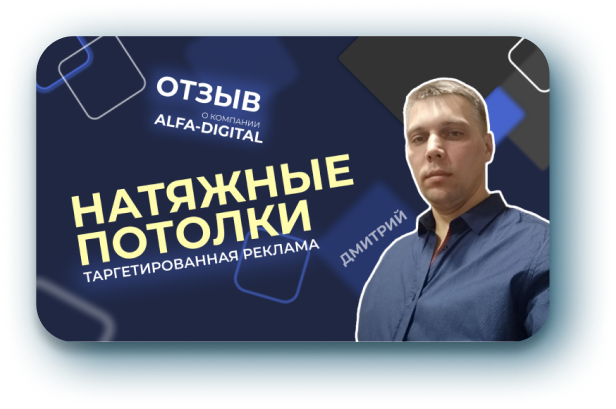 ОТЗЫВ
О КОМПАНИИ
ALFA-DIGITAL
НАТЯЖНЫЕ
ПОТОЛКИ
ТАРГЕТИРОВАННАЯ РЕКЛАМА
ДМИТРИЙ